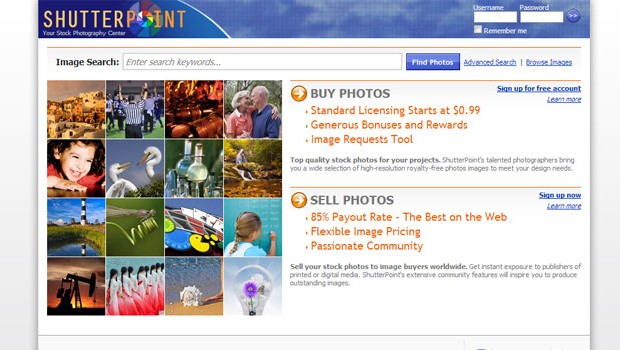 SHUTTERPOINT
Your Stock Photography Center
Username
Password
Remember me
Image Search:
Enter search keywords...
Find Photos
Advanced Search | Browse Images
BUY PHOTOS
Sign up for free account
Learn more
Standard Licensing Starts at $0.99
Generous Bonuses and Rewards
Image Requests Tool
Top quality stock photos for your projects. ShutterPoint's talented photographers bring
you a wide selection of high-resolution royalty-free photos images to meet your design needs.
SELL PHOTOS
Sign up now
Learn more
85% Payout Rate - The Best on the Web
Flexible Image Pricing
Passionate Community
Sell your stock photos to image buyers worldwide. Get instant exposure to publishers of
printed or digital media. ShutterPoint's extensive community features will inspire you to produce
outstanding images.